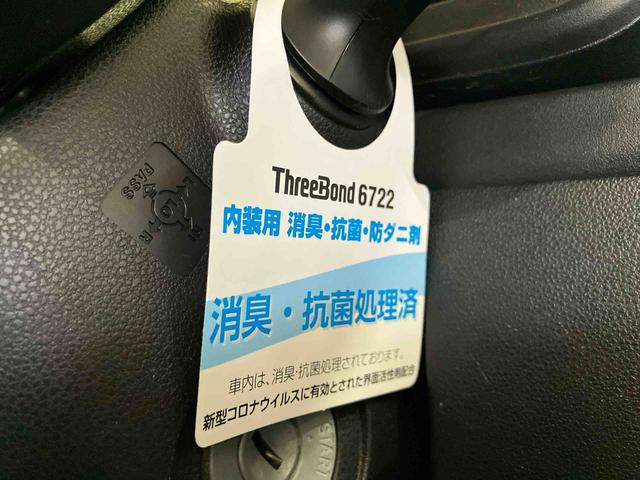 ThreeBond 6722
内装用 消臭・抗菌・防ダニ剤
消臭・抗菌処理済
車内は、消臭・抗菌処理されております。
新型コロナウイルスに有効とされた界面活性剤配合
PASS
START